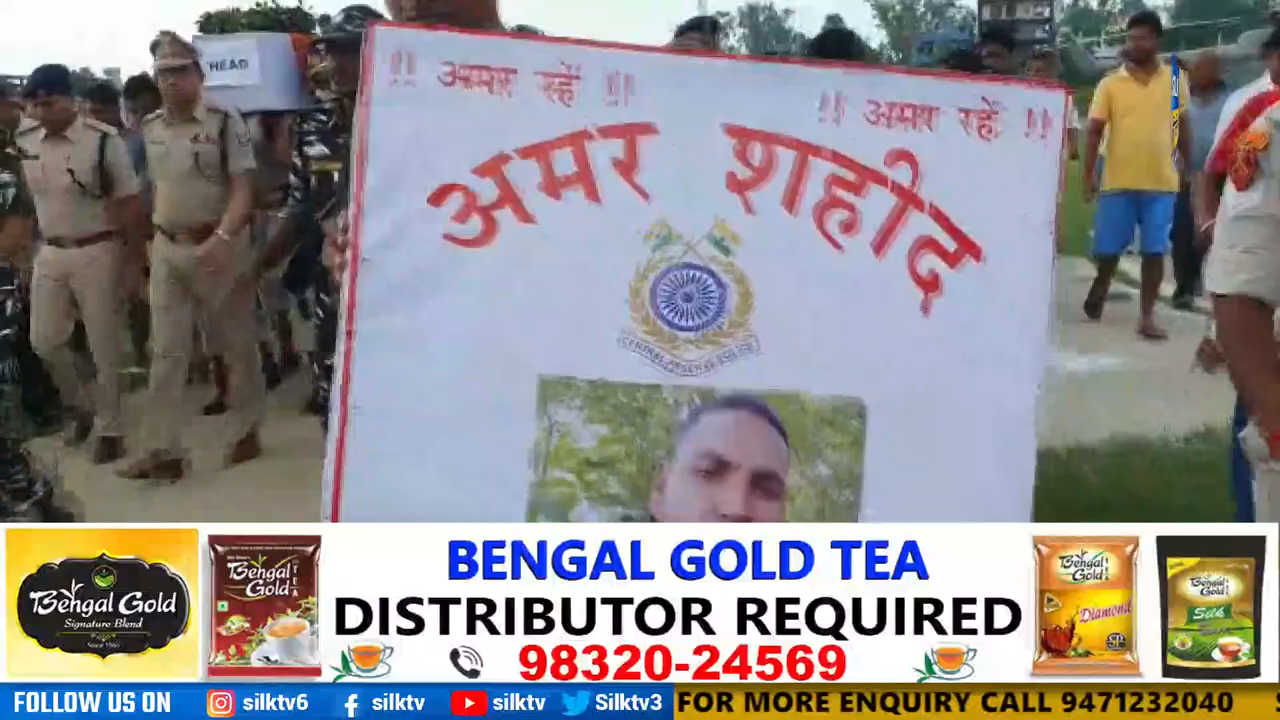 HEAD
!! अमर रहें !!
!! अमर रहें !!
अमर शहीद
CENTRAL RESERVE POLICE
Bengal Gold
Signature Blend
Bengal Gold
TEA
BENGAL GOLD TEA
DISTRIBUTOR REQUIRED
98320-24569
Bengal Gold
Diamond
Bengal Gold
Silk
FOLLOW US ON silktv6 silktv silktv Silktv3 FOR MORE ENQUIRY CALL 9471232040